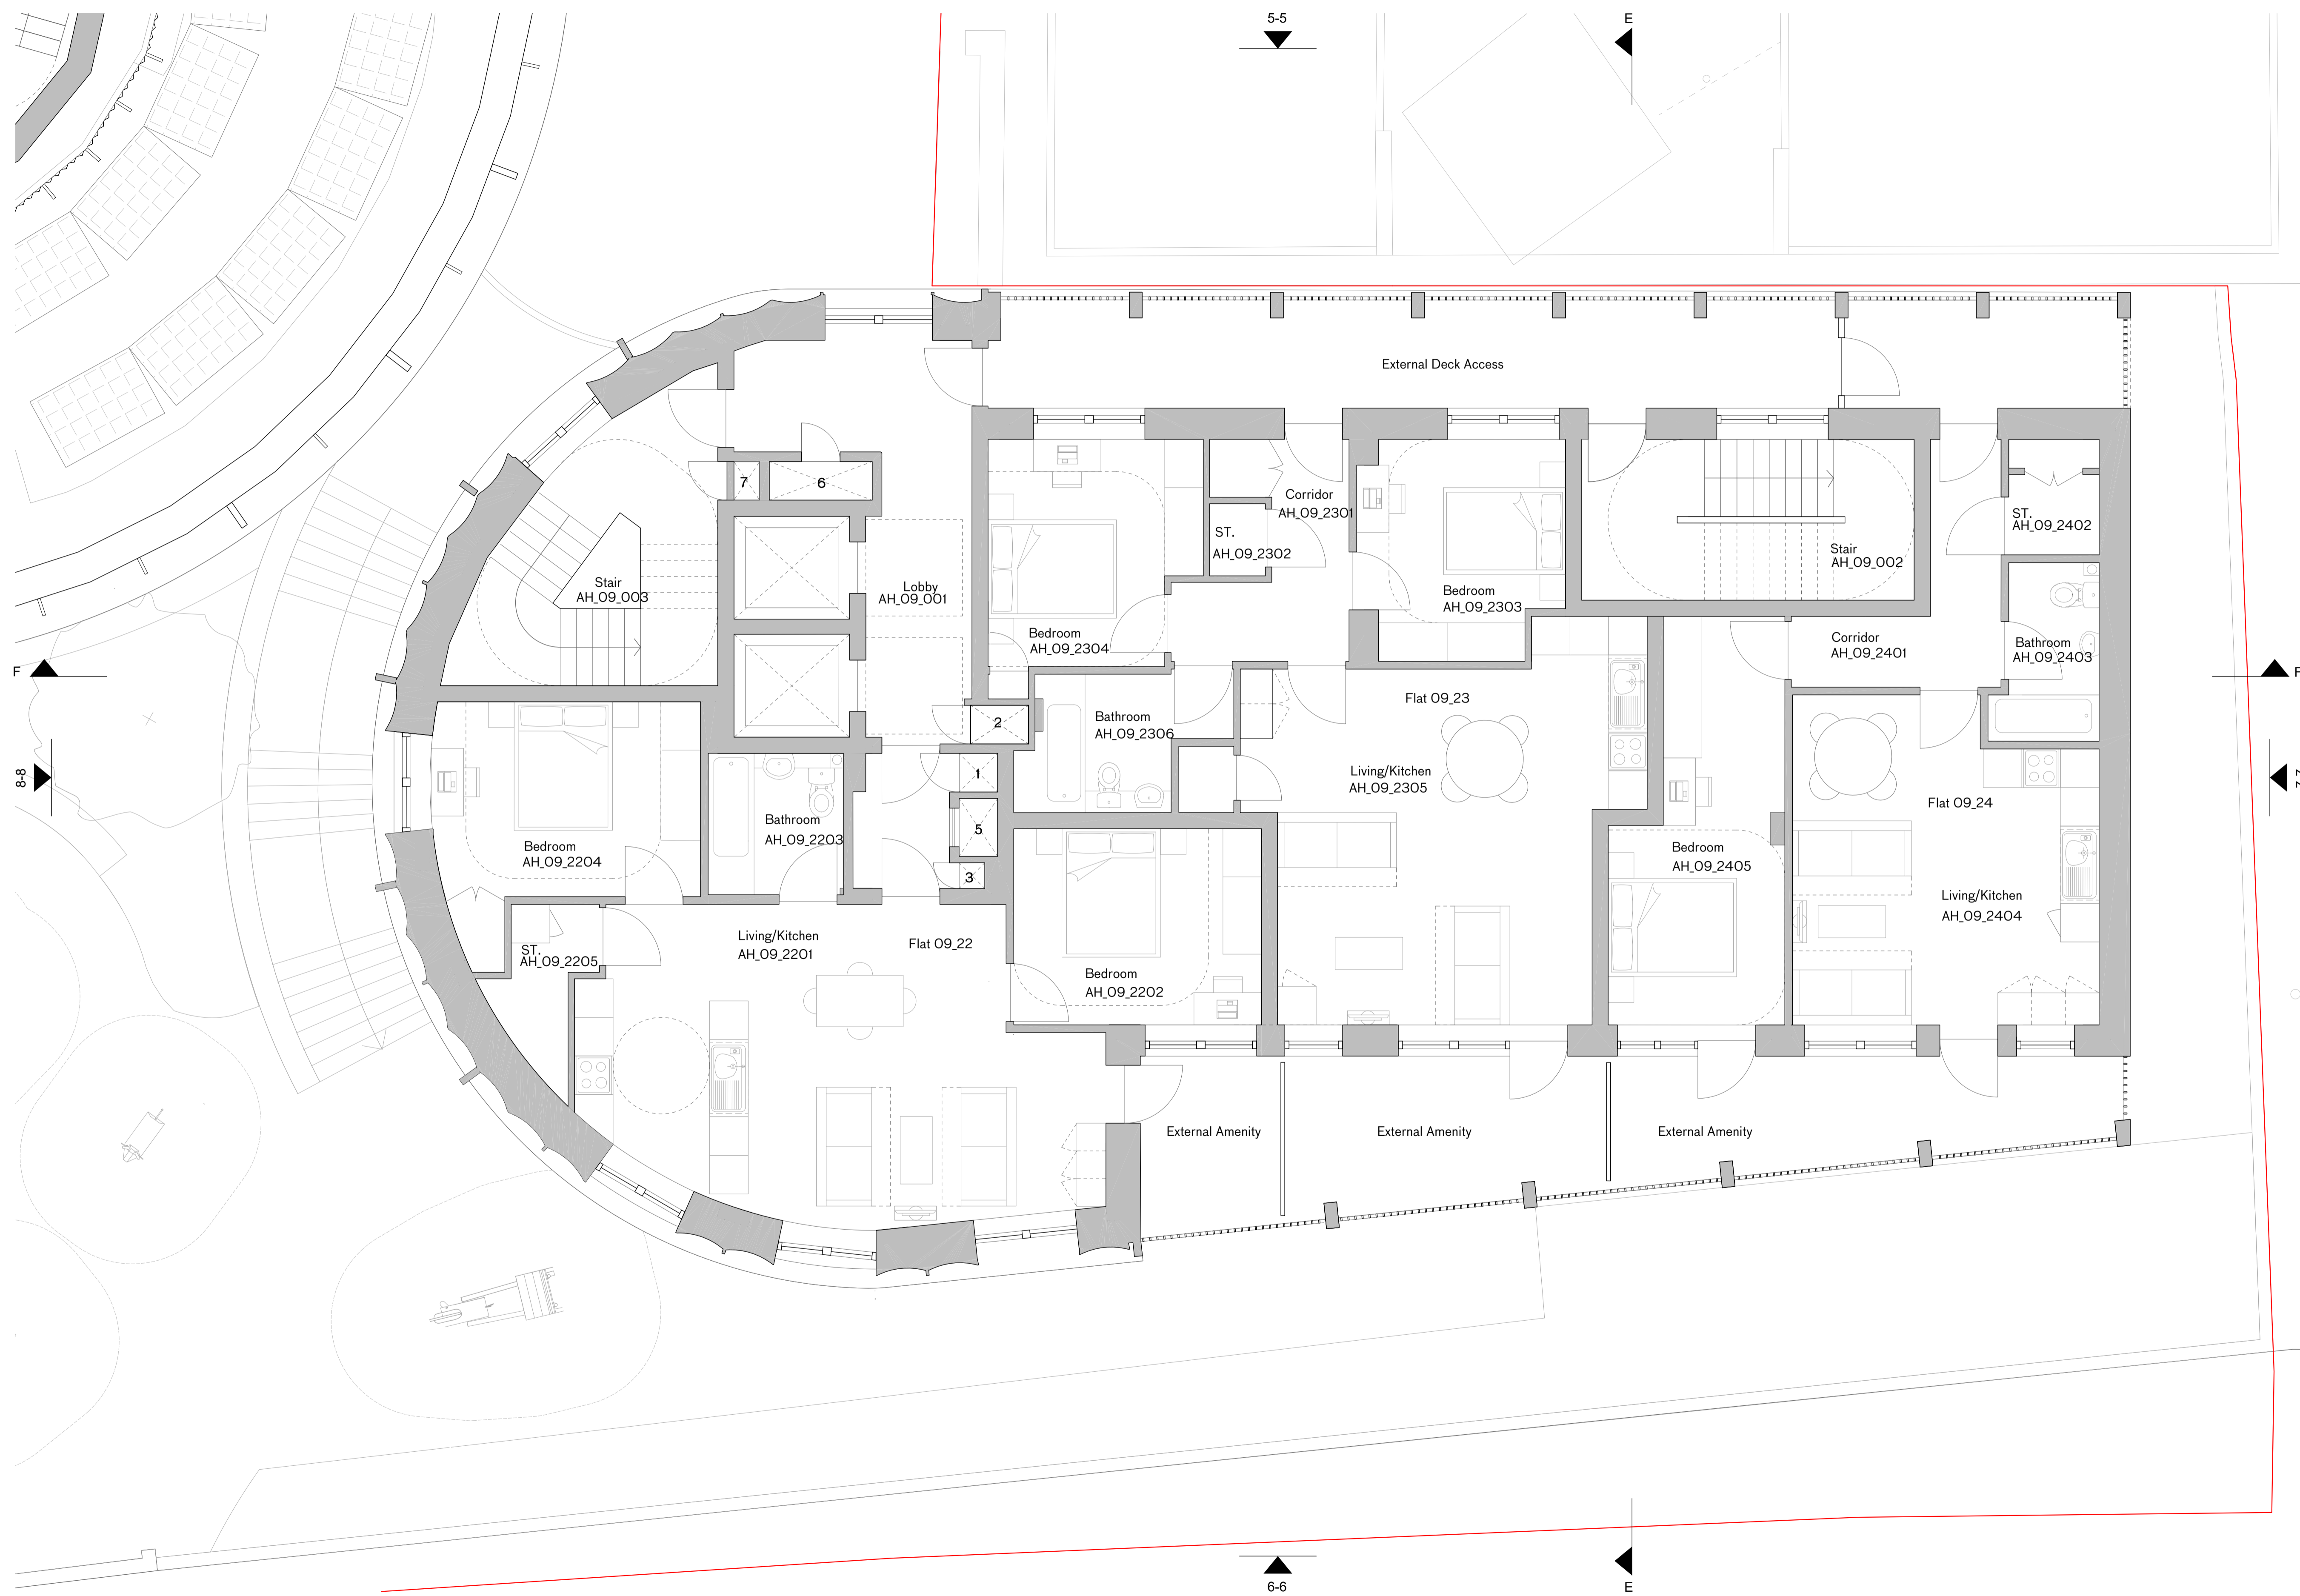 5-5
E
External Deck Access
7
6
Corridor
AH_09_2301
ST.
AH_09_2302
ST.
AH_09_2402
Stair
AH_09_002
Stair
AH_09_003
Lobby
AH_09_001
Bedroom
AH_09_2303
Bedroom
AH_09_2304
Corridor
AH_09_2401
Bathroom
AH_09_2403
F
F
Flat 09_23
2
Bathroom
AH_09_2306
8-8
1
Living/Kitchen
AH_09_2305
Flat 09_24
Bathroom
AH_09_2203
5
Bedroom
AH_09_2204
Bedroom
AH_09_2405
3
Living/Kitchen
AH_09_2404
Living/Kitchen
AH_09_2201
Flat 09_22
ST.
AH_09_2205
Bedroom
AH_09_2202
External Amenity
External Amenity
External Amenity
6-6
E